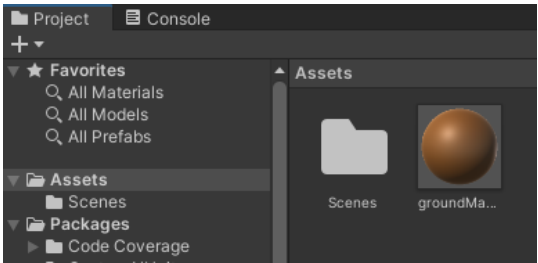 Project
Console
Favorites
All Materials
All Models
All Prefabs
Assets
Scenes
Packages
Code Coverage
Assets
Scenes
groundMa...